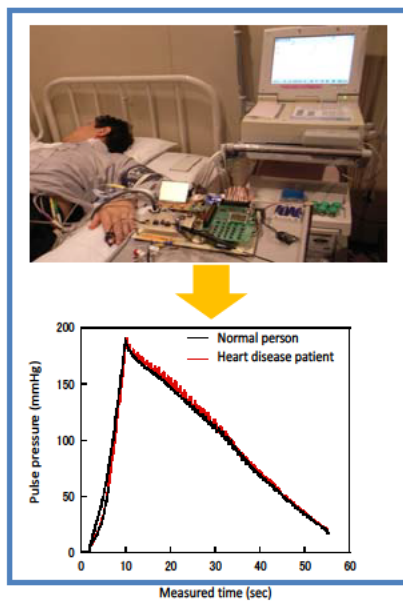 200
150
100
50
0
Pulse pressure (mmHg)
Normal person
Heart disease patient
0 10 20 30 40 50 60
Measured time (sec)